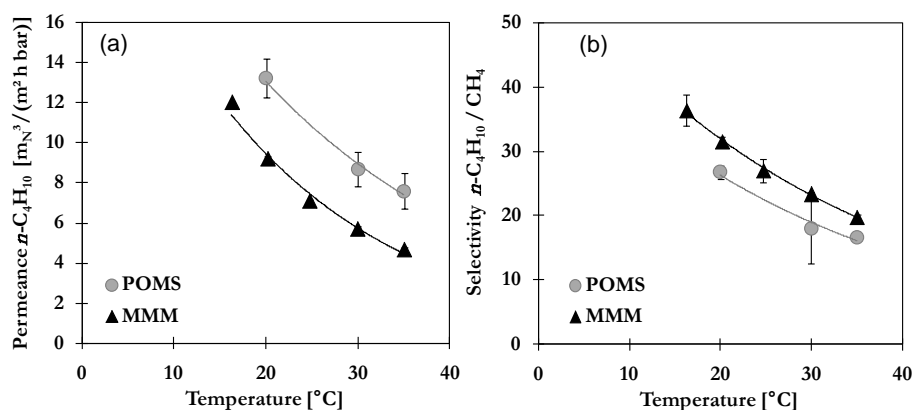 (a)
Permeance n-C₄H₁₀ [m_N³/(m² h bar)]
16
14
12
10
8
6
4
2
0
POMS
MMM
0
10
20
30
40
Temperature [°C]
(b)
Selectivity n-C₄H₁₀ / CH₄
50
40
30
20
10
0
POMS
MMM
0
10
20
30
40
Temperature [°C]